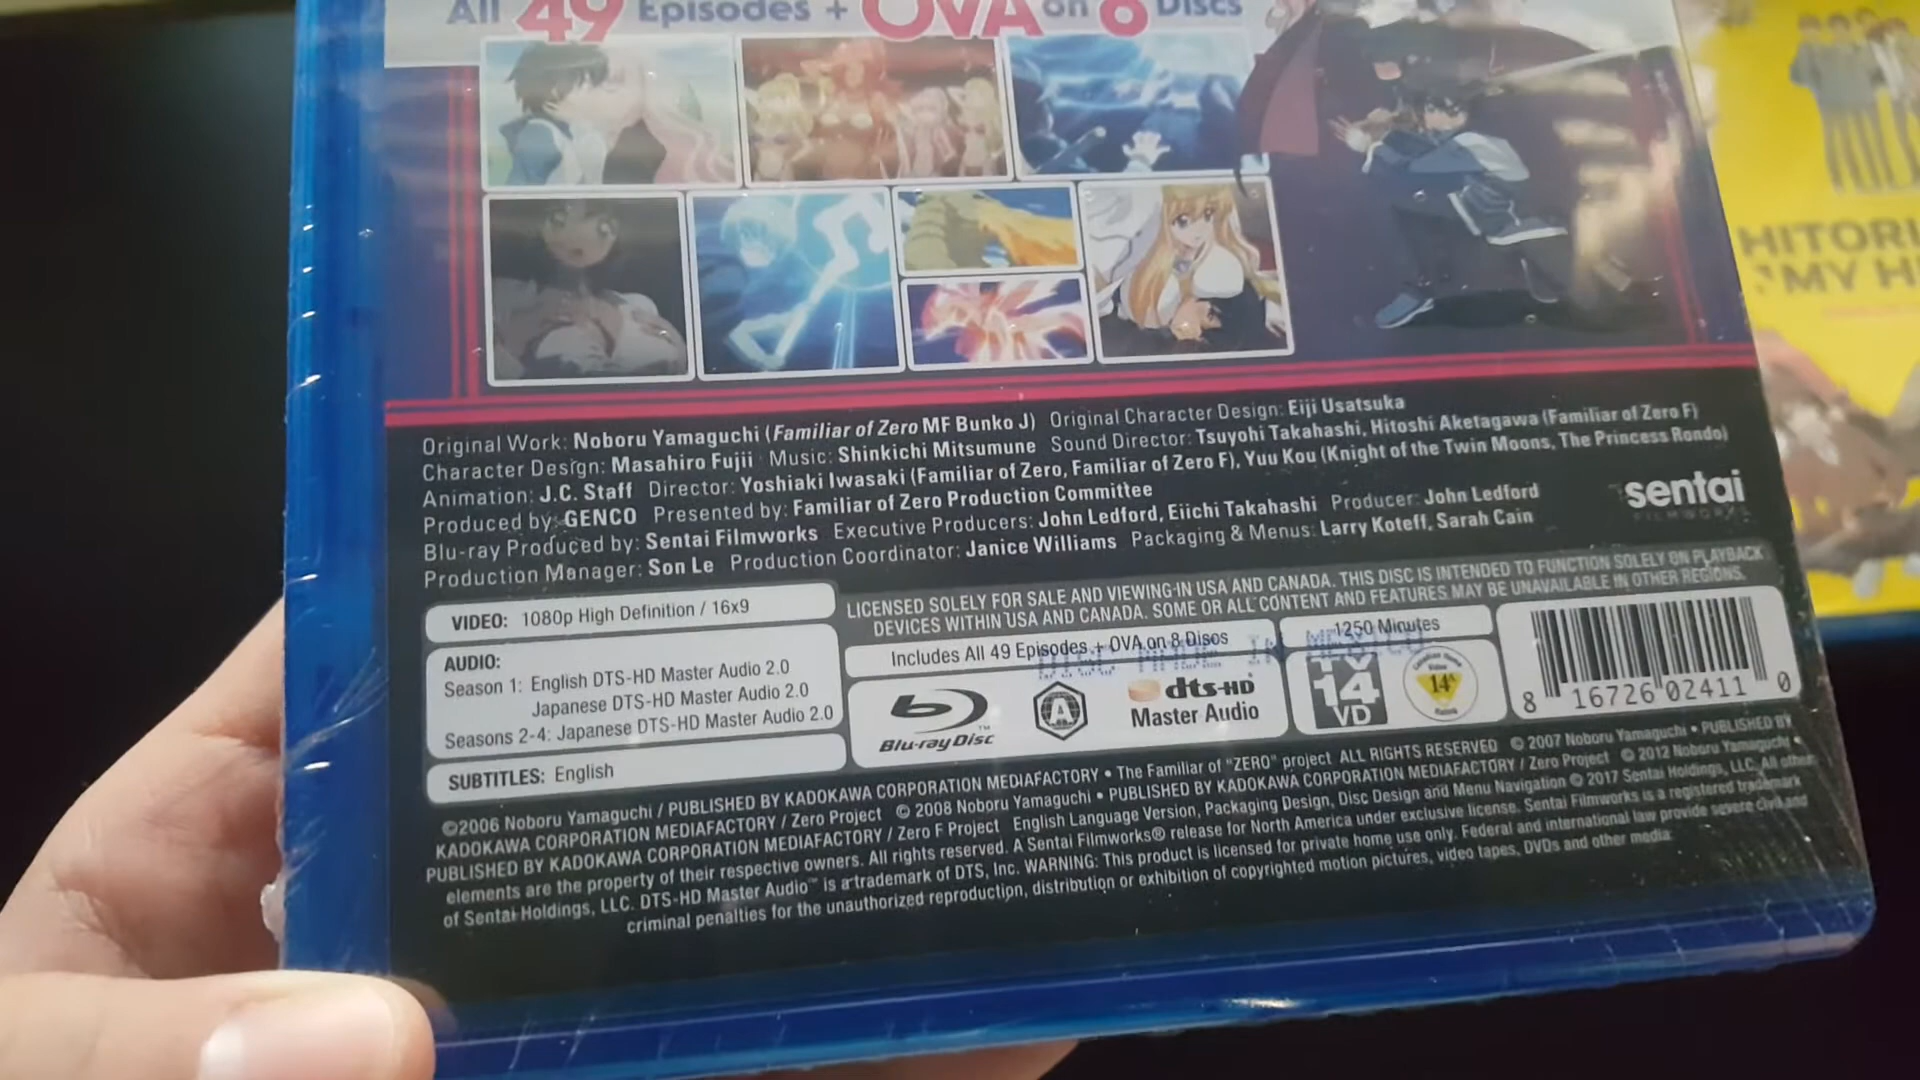 All 49 Episodes + OVA on 8 Discs
Original Work: Noboru Yamaguchi (Familiar of Zero MF Bunko J) Original Character Design: Eiji Usatsuka
Character Design: Masahiro Fujii Music: Shinkichi Mitsumune Sound Director: Tsuyohi Takahashi, Hitoshi Aketagawa (Familiar of Zero F)
Animation: J.C. Staff Director: Yoshiaki Iwasaki (Familiar of Zero, Familiar of Zero F), Yuu Kou (Knight of the Twin Moons, The Princess Rondo)
Produced by: GENCO Presented by: Familiar of Zero Production Committee
Blu-ray Produced by: Sentai Filmworks Executive Producers: John Ledford, Eiichi Takahashi Producer: John Ledford
Production Manager: Son Le Production Coordinator: Janice Williams Packaging & Menus: Larry Koteff, Sarah Cain
sentai
FILMWORKS
VIDEO: 1080p High Definition / 16x9
AUDIO:
Season 1: English DTS-HD Master Audio 2.0
Japanese DTS-HD Master Audio 2.0
Seasons 2-4: Japanese DTS-HD Master Audio 2.0
SUBTITLES: English
LICENSED SOLELY FOR SALE AND VIEWING IN USA AND CANADA. THIS DISC IS INTENDED TO FUNCTION SOLELY ON PLAYBACK
DEVICES WITHIN USA AND CANADA. SOME OR ALL CONTENT AND FEATURES MAY BE UNAVAILABLE IN OTHER REGIONS.
Includes All 49 Episodes + OVA on 8 Discs
1250 Minutes
DISC MADE IN MEXICO
Blu-ray Disc
A
dts-HD
Master Audio
TV
14
VD
Canadian Home
Video
14A
Rating
8 16726 02411 0
©2006 Noboru Yamaguchi / PUBLISHED BY KADOKAWA CORPORATION MEDIAFACTORY • The Familiar of "ZERO" project ALL RIGHTS RESERVED © 2007 Noboru Yamaguchi • PUBLISHED BY
KADOKAWA CORPORATION MEDIAFACTORY / Zero Project © 2008 Noboru Yamaguchi • PUBLISHED BY KADOKAWA CORPORATION MEDIAFACTORY / Zero Project © 2012 Noboru Yamaguchi •
PUBLISHED BY KADOKAWA CORPORATION MEDIAFACTORY / Zero F Project English Language Version, Packaging Design, Disc Design and Menu Navigation © 2017 Sentai Holdings, LLC. All other
elements are the property of their respective owners. All rights reserved. A Sentai Filmworks® release for North America under exclusive license. Sentai Filmworks is a registered trademark
of Sentai Holdings, LLC. DTS-HD Master Audio™ is a trademark of DTS, Inc. WARNING: This product is licensed for private home use only. Federal and international law provide severe civil and
criminal penalties for the unauthorized reproduction, distribution or exhibition of copyrighted motion pictures, video tapes, DVDs and other media.
HITORI
MY H